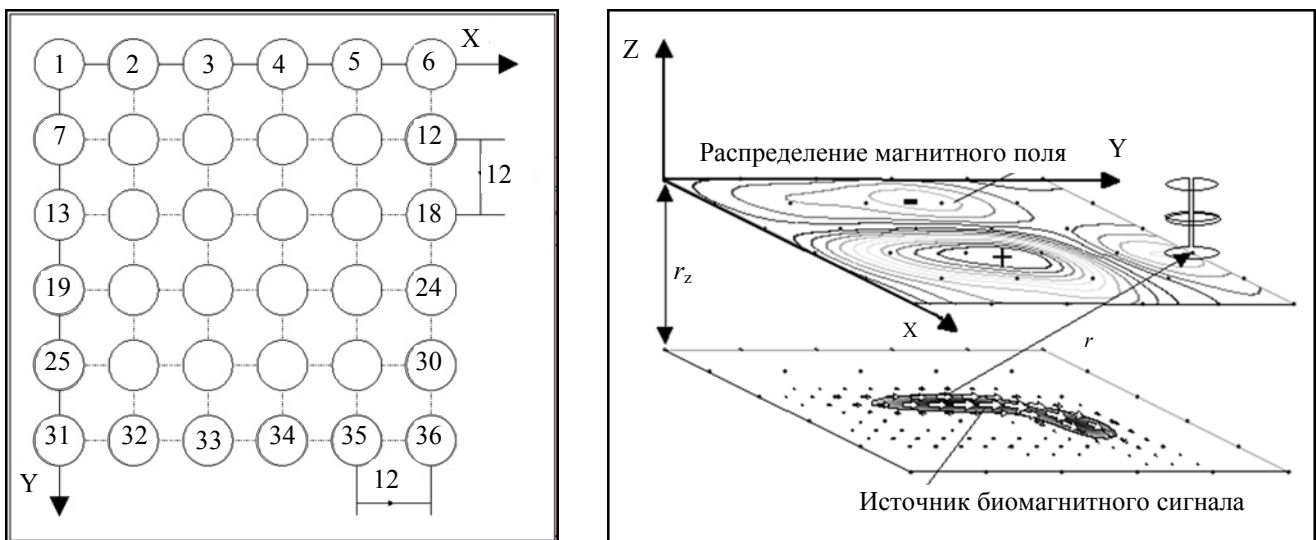 X
1 2 3 4 5 6
7 12
12
13 18
19 24
25 30
31 32 33 34 35 36
Y
12
Z
Y
Распределение магнитного поля
-
+
r_z
X
r
Источник биомагнитного сигнала